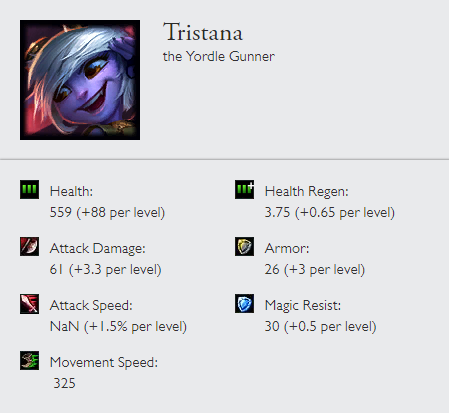 Tristana
the Yordle Gunner
Health:
559 (+88 per level)
Health Regen:
3.75 (+0.65 per level)
Attack Damage:
61 (+3.3 per level)
Armor:
26 (+3 per level)
Attack Speed:
NaN (+1.5% per level)
Magic Resist:
30 (+0.5 per level)
Movement Speed:
325